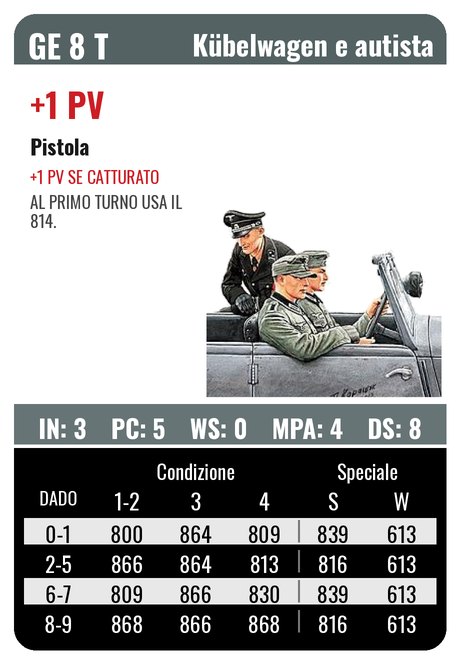 GE 8 T Kübelwagen e autista
+1 PV
Pistola
+1 PV SE CATTURATO
AL PRIMO TURNO USA IL
814.
IN: 3 PC: 5 WS: 0 MPA: 4 DS: 8
Condizione Speciale
DADO 1-2 3 4 S W
0-1 800 864 809 839 613
2-5 866 864 813 816 613
6-7 809 866 830 839 613
8-9 868 866 868 816 613